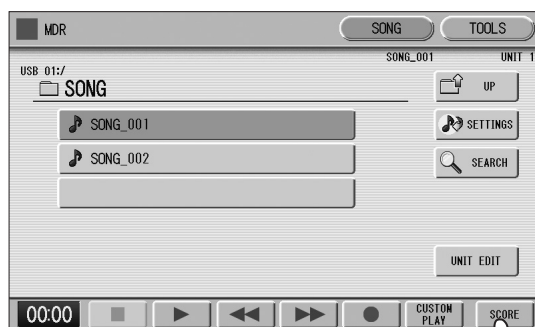 MDR
SONG
TOOLS
SONG_001
UNIT 1
USB 01:/
SONG
UP
SONG_001
SETTINGS
SONG_002
SEARCH
UNIT EDIT
00:00
CUSTOM
PLAY
SCORE